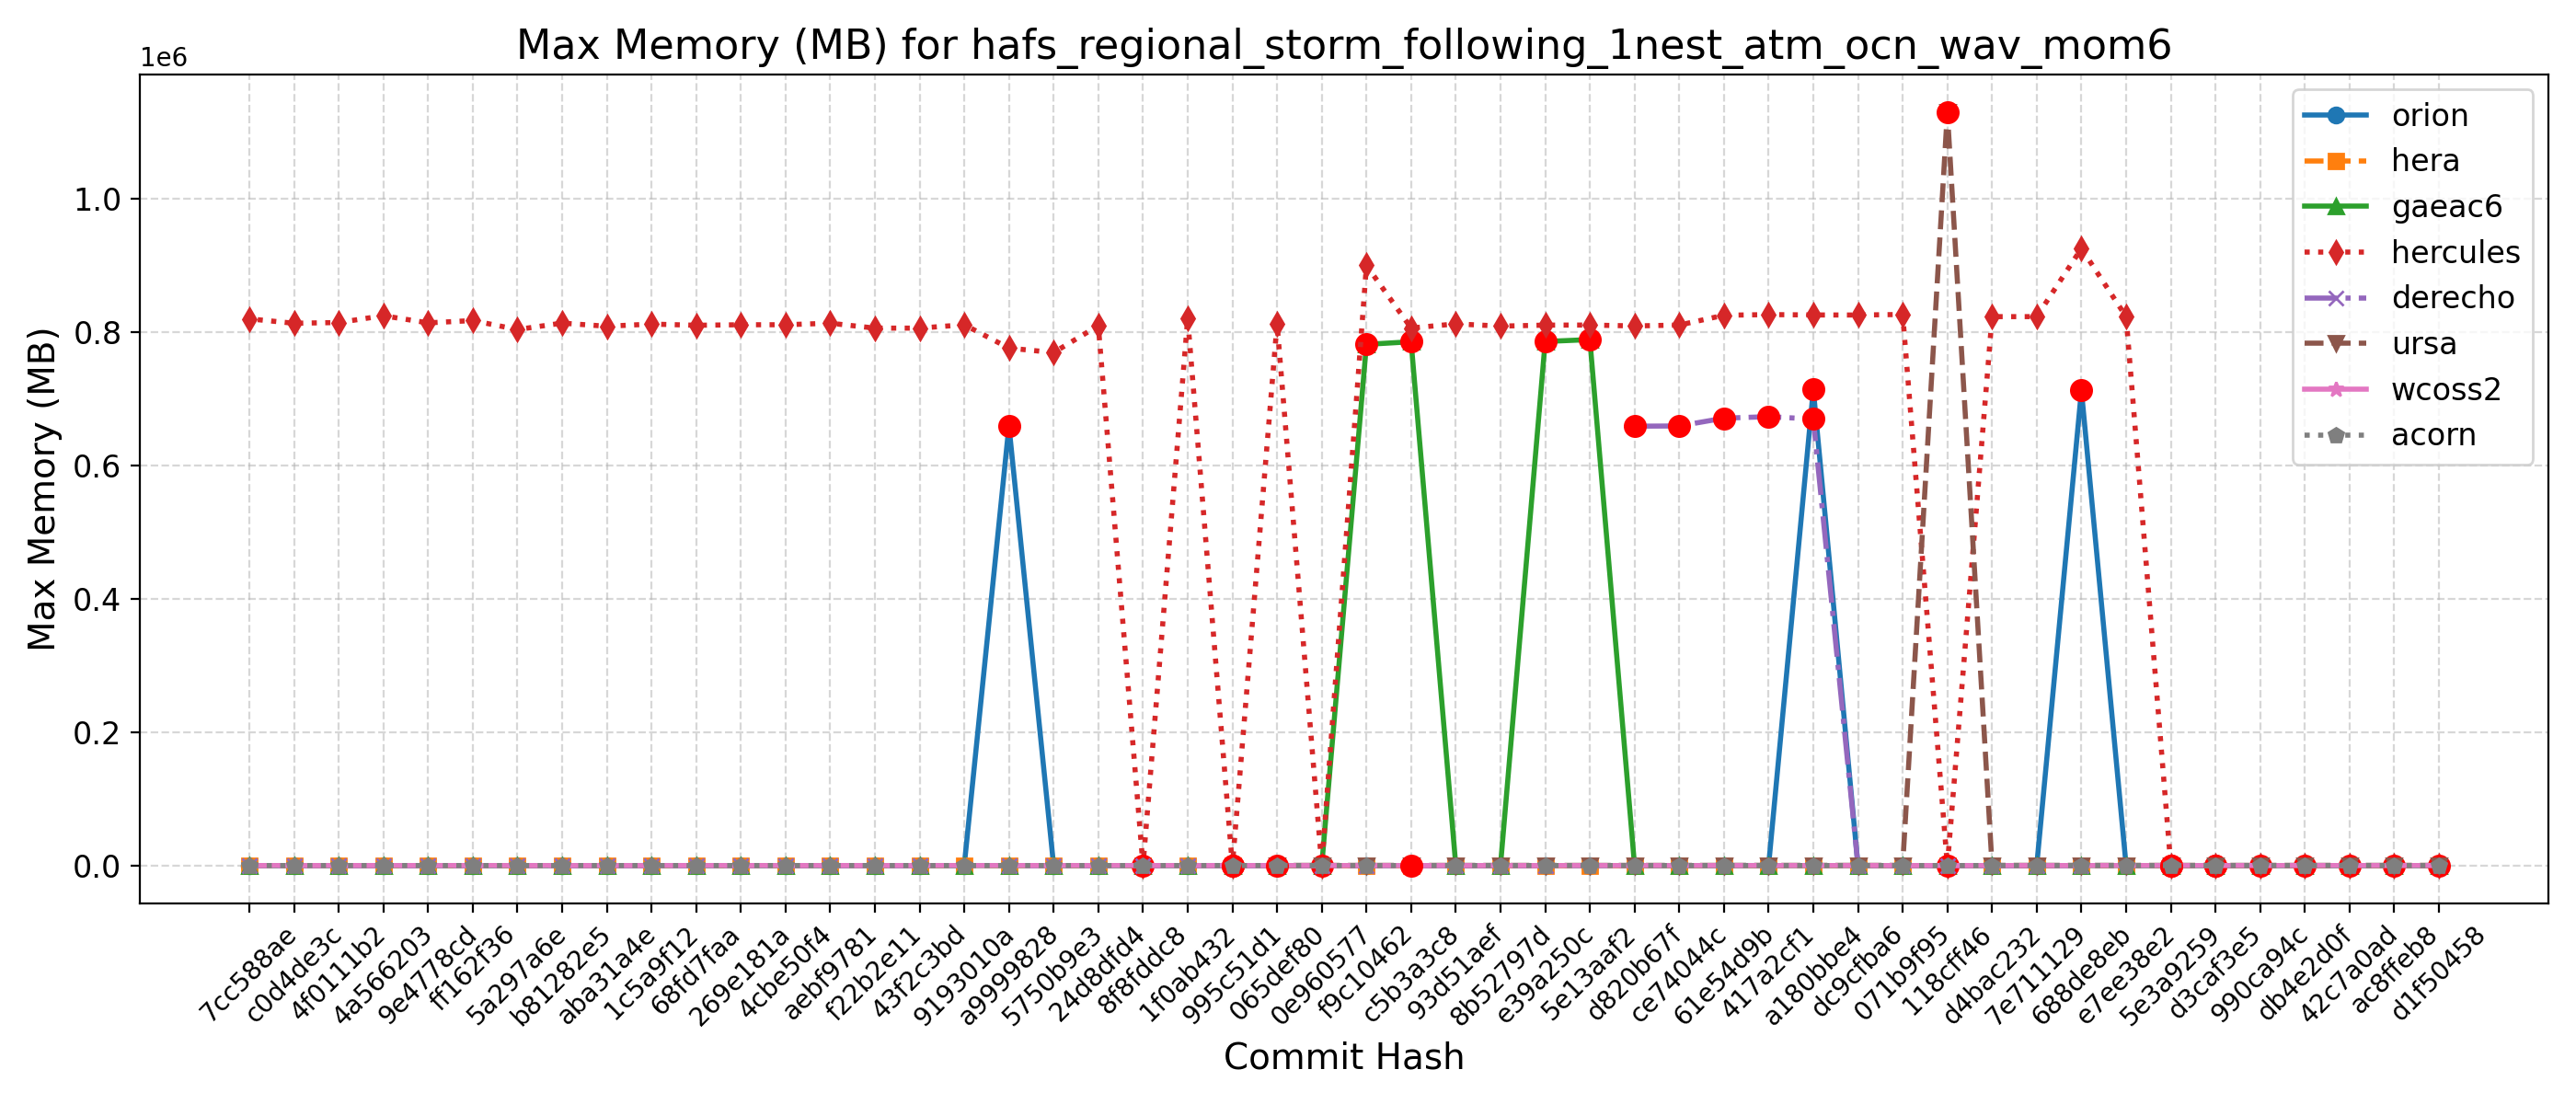 Max Memory (MB) for hafs_regional_storm_following_1nest_atm_ocn_wav_mom6
1e6
1.0
0.8
0.6
0.4
0.2
0.0
Max Memory (MB)
orion
hera
gaeac6
hercules
derecho
ursa
wcoss2
acorn
7cc588ae
c0d4de3c
4f0111b2
4a566203
9e4778cd
ff162f36
5a297a6e
b81282e5
aba31a4e
1c5a9f12
68fd7faa
269e181a
4cbe50f4
aebf9781
f22b2e11
43f2c3bd
9193010a
a9999828
5750b9e3
24d8dfd4
8f8fddc8
1f0ab432
995c51d1
065def80
0e960577
f9c10462
c5b3a3c8
93d51aef
8b52797d
e39a250c
5e13aaf2
d820b67f
ce74044c
61e54d9b
417a2cf1
a180bbe4
dc9cfba6
071b9f95
118cff46
d4bac232
7e711129
688de8eb
e7ee38e2
5e3a9259
d3caf3e5
990ca94c
db4e2d0f
42c7a0ad
ac8ffeb8
d1f50458
Commit Hash